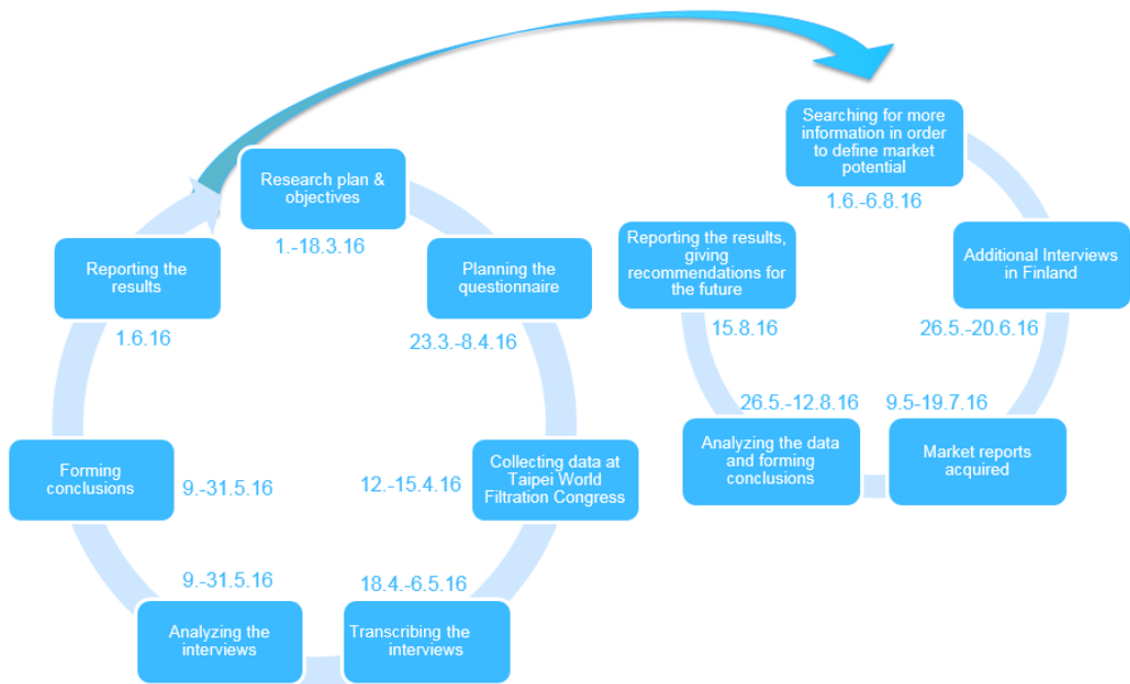 Research plan &
objectives
1.-18.3.16
Planning the
questionnaire
23.3.-8.4.16
Collecting data at
Taipei World
Filtration Congress
12.-15.4.16
Transcribing the
interviews
18.4.-6.5.16
Analyzing the
interviews
9.-31.5.16
Forming
conclusions
9.-31.5.16
Reporting the
results
1.6.16
Searching for more
information in order
to define market
potential
1.6.-6.8.16
Additional Interviews
in Finland
26.5.-20.6.16
Market reports
acquired
9.5-19.7.16
Analyzing the data
and forming
conclusions
26.5.-12.8.16
Reporting the results,
giving
recommendations for
the future
15.8.16